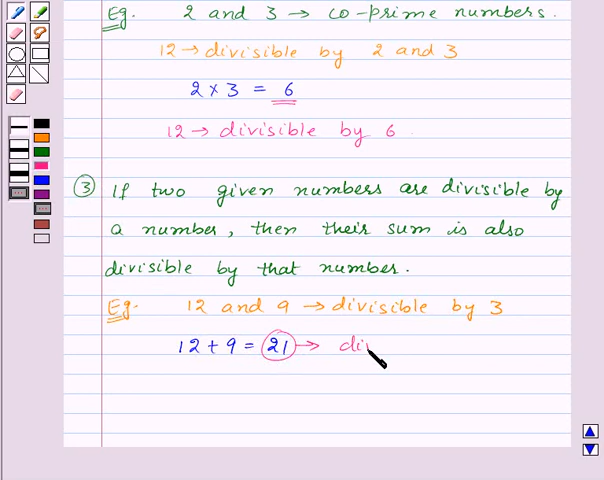 Eg. 2 and 3 → co-prime numbers.
12 → divisible by 2 and 3
2 × 3 = 6
12 → divisible by 6.
③ If two given numbers are divisible by
a number, then their sum is also
divisible by that number.
Eg. 12 and 9 → divisible by 3
12 + 9 = 21 → di